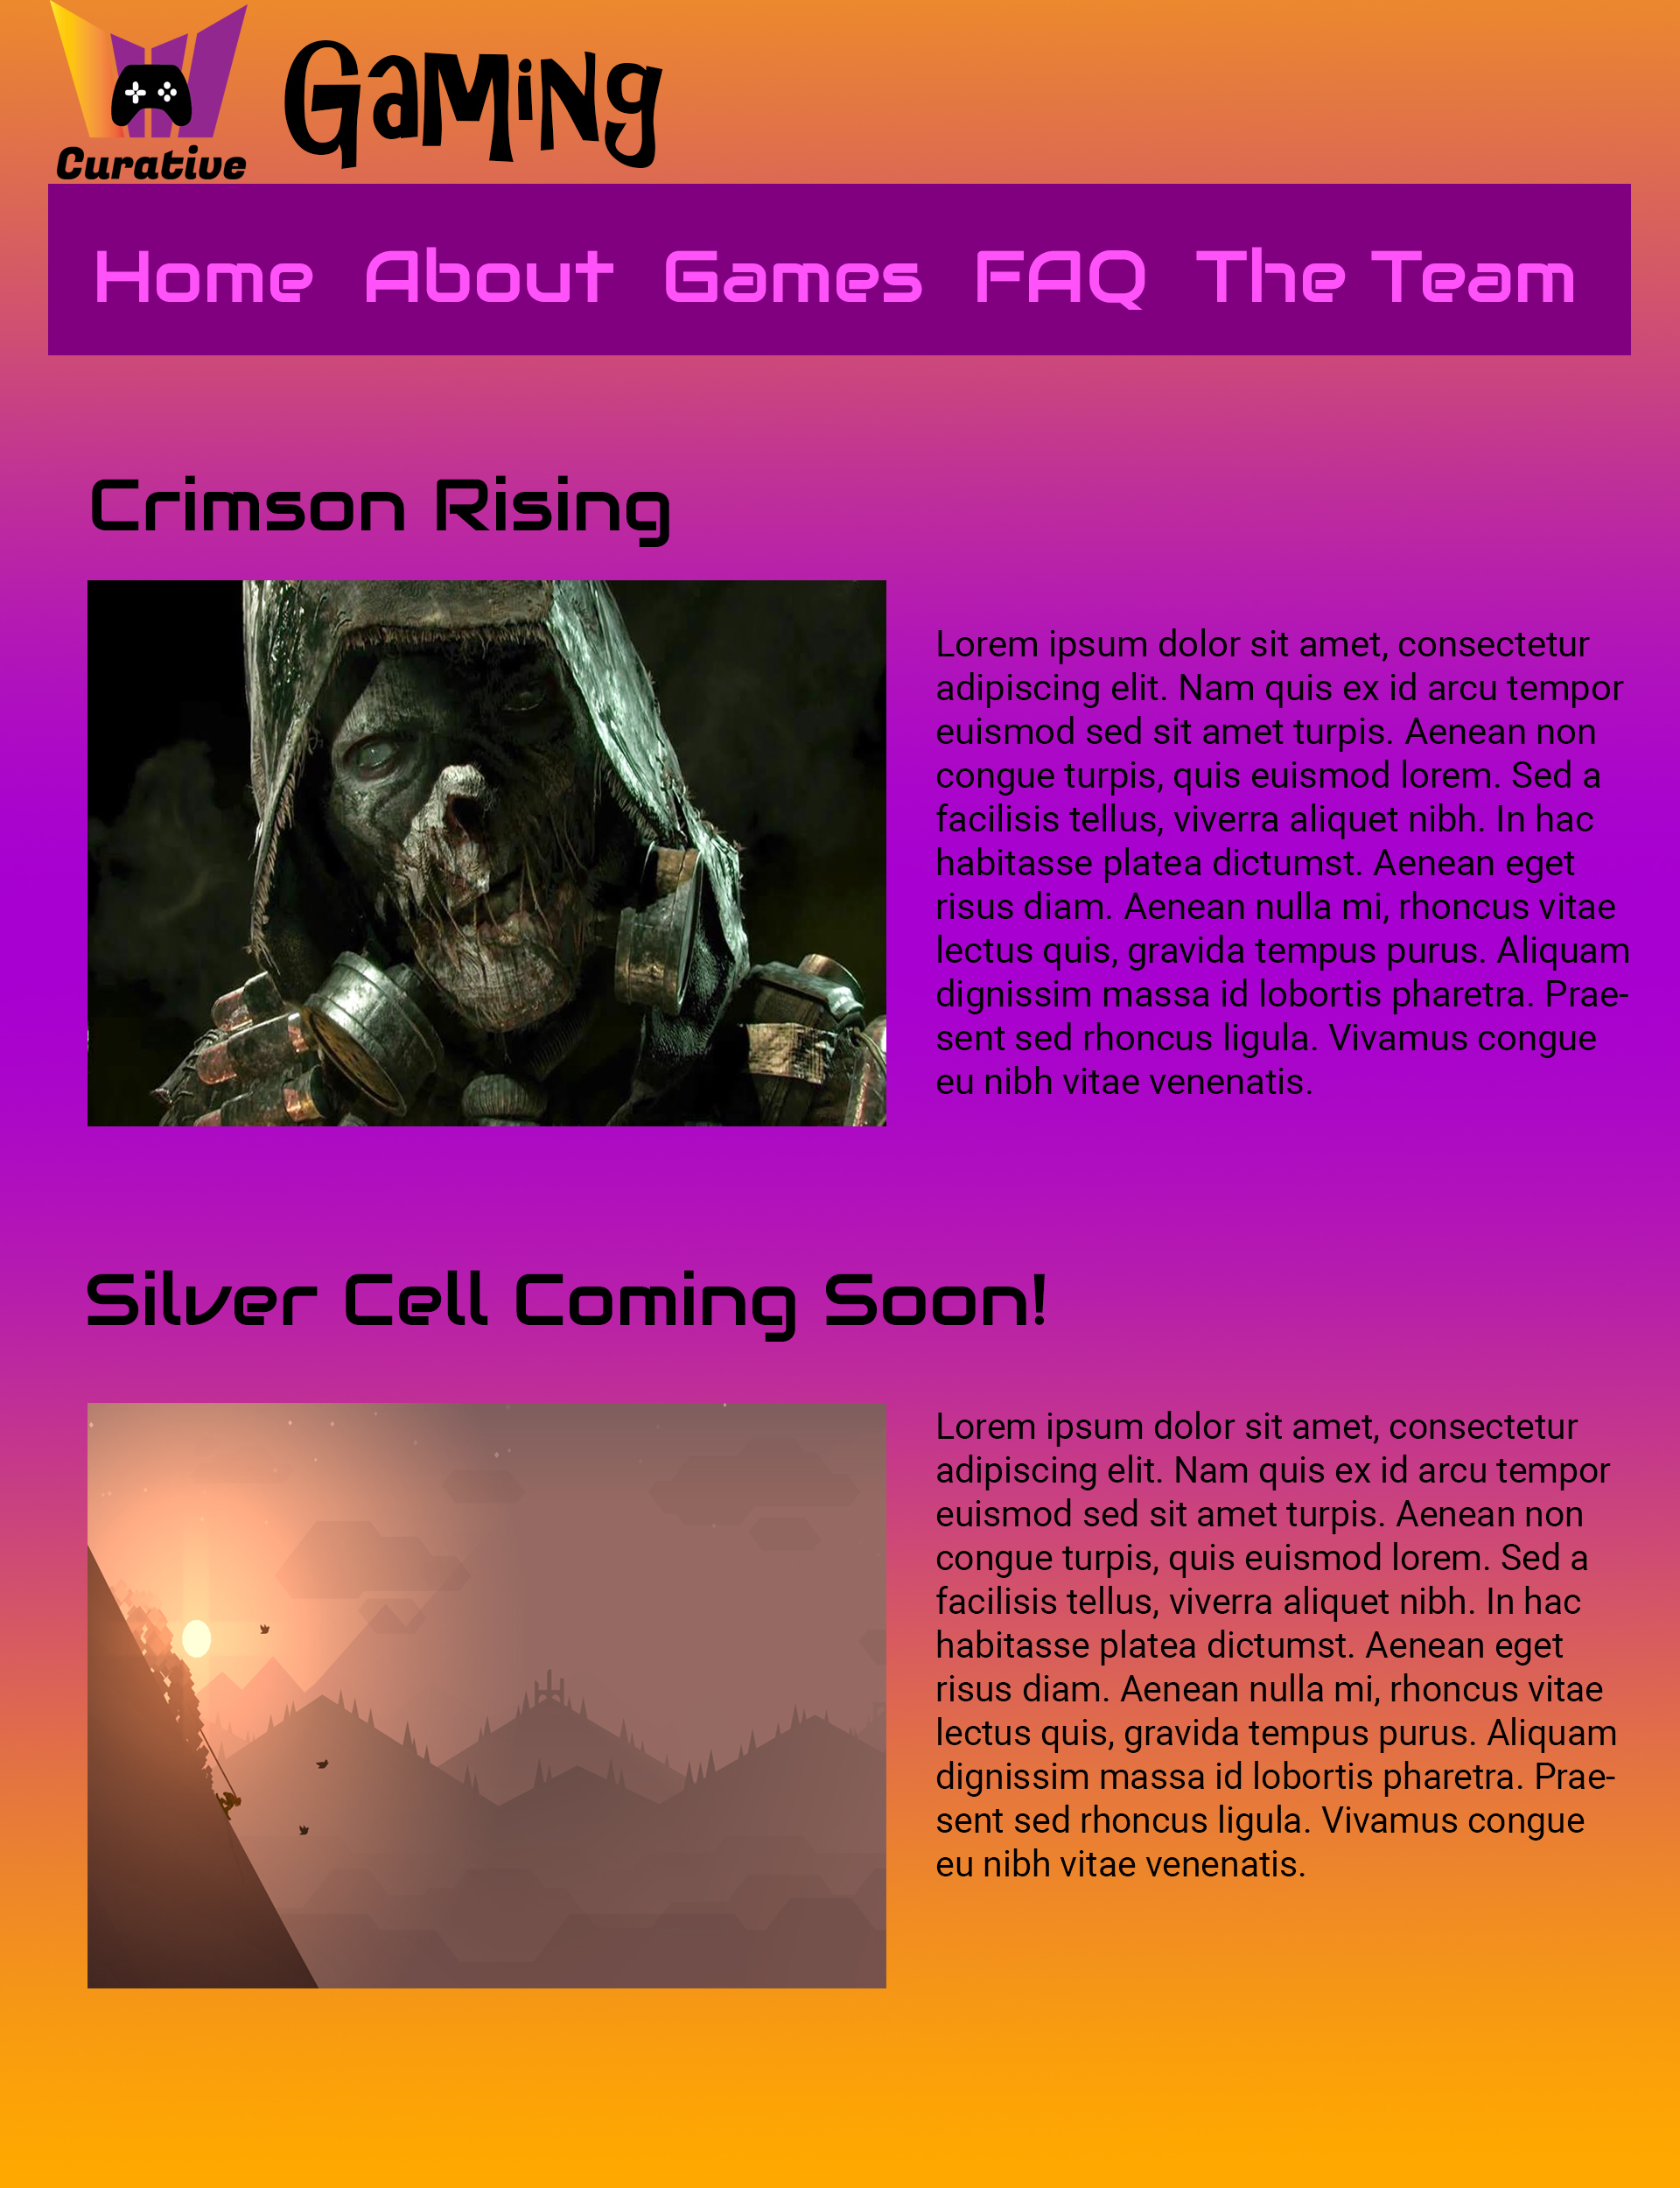 Curative
GaMiNg
Home About Games FAQ The Team
Crimson Rising
Lorem ipsum dolor sit amet, consectetur
adipiscing elit. Nam quis ex id arcu tempor
euismod sed sit amet turpis. Aenean non
congue turpis, quis euismod lorem. Sed a
facilisis tellus, viverra aliquet nibh. In hac
habitasse platea dictumst. Aenean eget
risus diam. Aenean nulla mi, rhoncus vitae
lectus quis, gravida tempus purus. Aliquam
dignissim massa id lobortis pharetra. Prae-
sent sed rhoncus ligula. Vivamus congue
eu nibh vitae venenatis.
Silver Cell Coming Soon!
Lorem ipsum dolor sit amet, consectetur
adipiscing elit. Nam quis ex id arcu tempor
euismod sed sit amet turpis. Aenean non
congue turpis, quis euismod lorem. Sed a
facilisis tellus, viverra aliquet nibh. In hac
habitasse platea dictumst. Aenean eget
risus diam. Aenean nulla mi, rhoncus vitae
lectus quis, gravida tempus purus. Aliquam
dignissim massa id lobortis pharetra. Prae-
sent sed rhoncus ligula. Vivamus congue
eu nibh vitae venenatis.